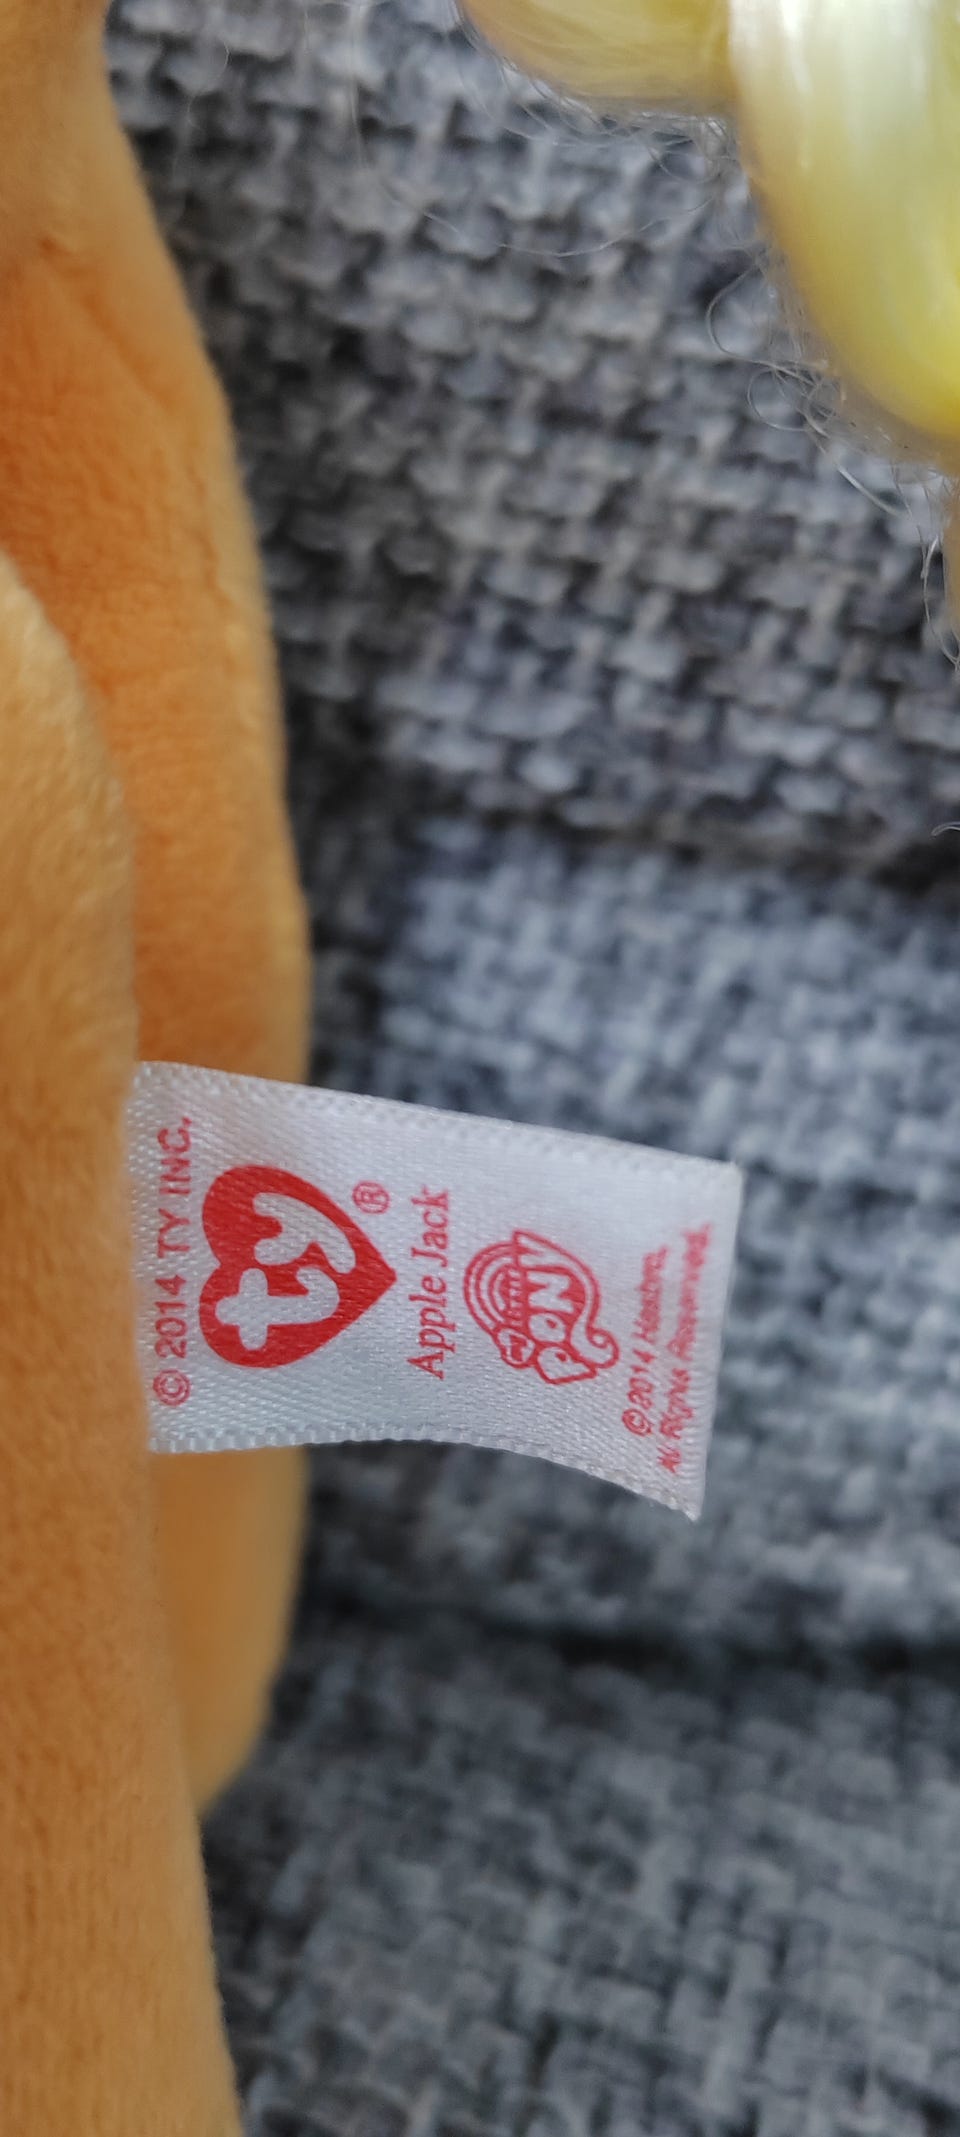 © 2014 TY INC.
ty®
Apple Jack
My Little
PONY
©2014 Hasbro.
All Rights Reserved.